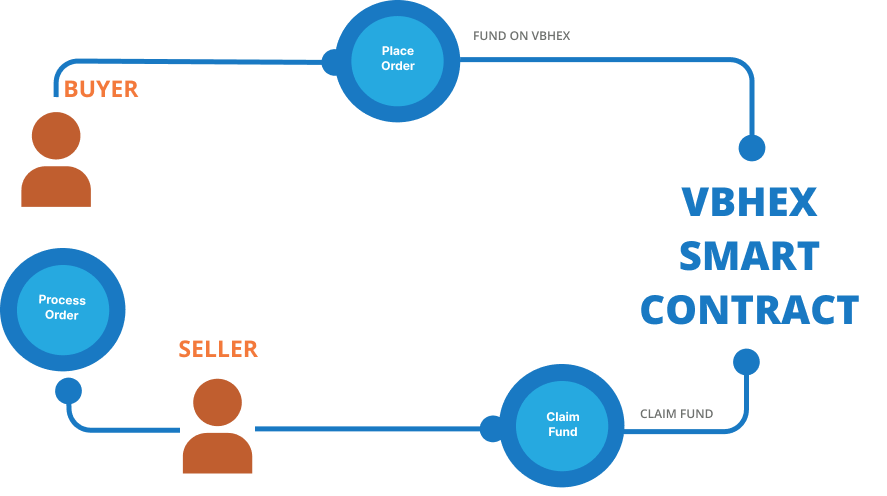 Place
Order
FUND ON VBHEX
BUYER
VBHEX
SMART
CONTRACT
Process
Order
SELLER
Claim
Fund
CLAIM FUND